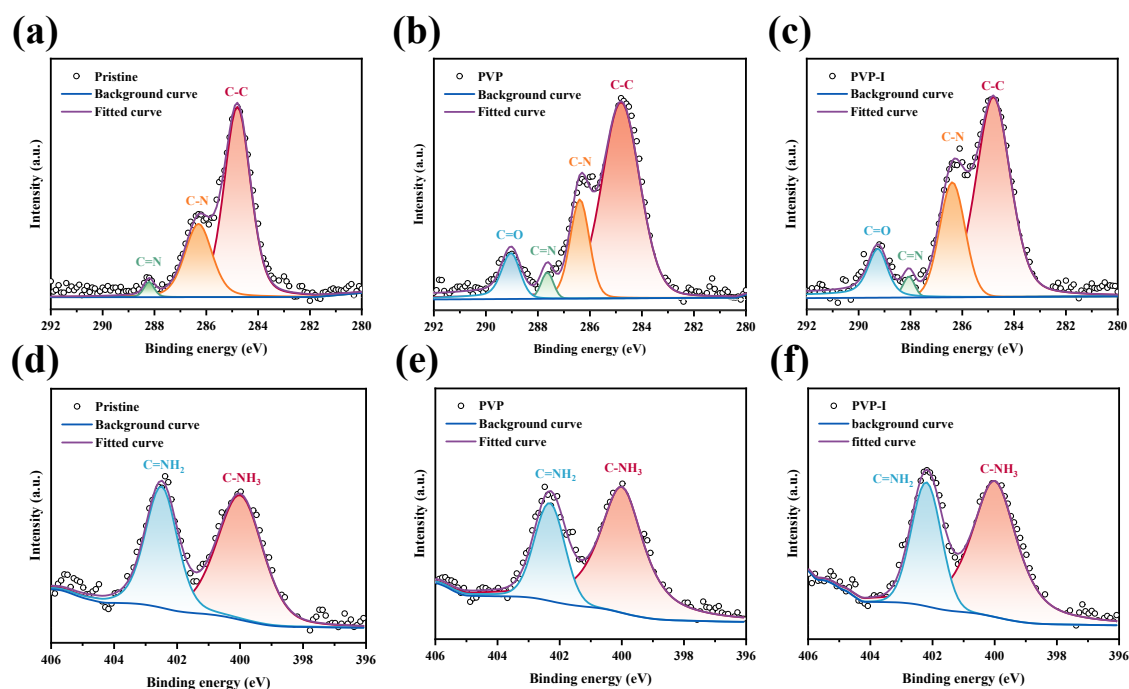 (a)
Pristine
Background curve
Fitted curve
C-C
C-N
C=N
Intensity (a.u.)
292 290 288 286 284 282 280
Binding energy (eV)
(b)
PVP
Background curve
Fitted curve
C-C
C-N
C=O
C=N
Intensity (a.u.)
292 290 288 286 284 282 280
Binding energy (eV)
(c)
PVP-I
Background curve
Fitted curve
C-C
C-N
C=O
C=N
Intensity (a.u.)
292 290 288 286 284 282 280
Binding energy (eV)
(d)
Pristine
Background curve
Fitted curve
C=NH₂
C-NH₃
Intensity (a.u.)
406 404 402 400 398 396
Binding energy (eV)
(e)
PVP
Background curve
Fitted curve
C=NH₂
C-NH₃
Intensity (a.u.)
406 404 402 400 398 396
Binding energy (eV)
(f)
PVP-I
background curve
fitted curve
C=NH₂
C-NH₃
Intensity (a.u.)
406 404 402 400 398 396
Binding energy (eV)